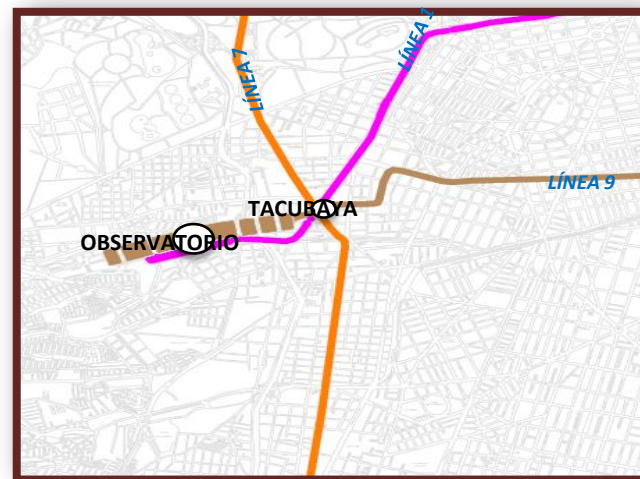 LÍNEA 7
LÍNEA 1
LÍNEA 9
TACUBAYA
OBSERVATORIO